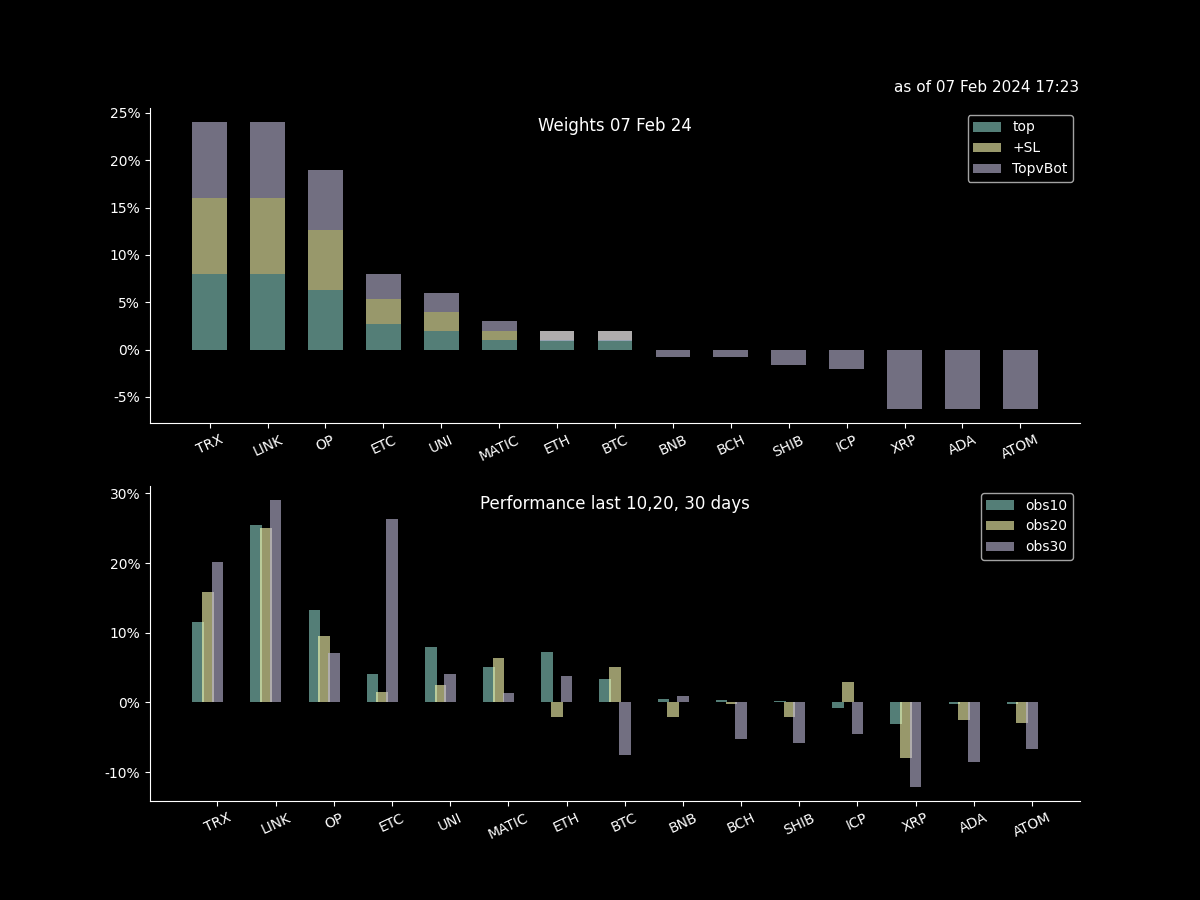 as of 07 Feb 2024 17:23
Weights 07 Feb 24
top
+SL
TopvBot
25%
20%
15%
10%
5%
0%
-5%
TRX LINK OP ETC UNI MATIC ETH BTC BNB BCH SHIB ICP XRP ADA ATOM
Performance last 10,20, 30 days
obs10
obs20
obs30
30%
20%
10%
0%
-10%
TRX LINK OP ETC UNI MATIC ETH BTC BNB BCH SHIB ICP XRP ADA ATOM